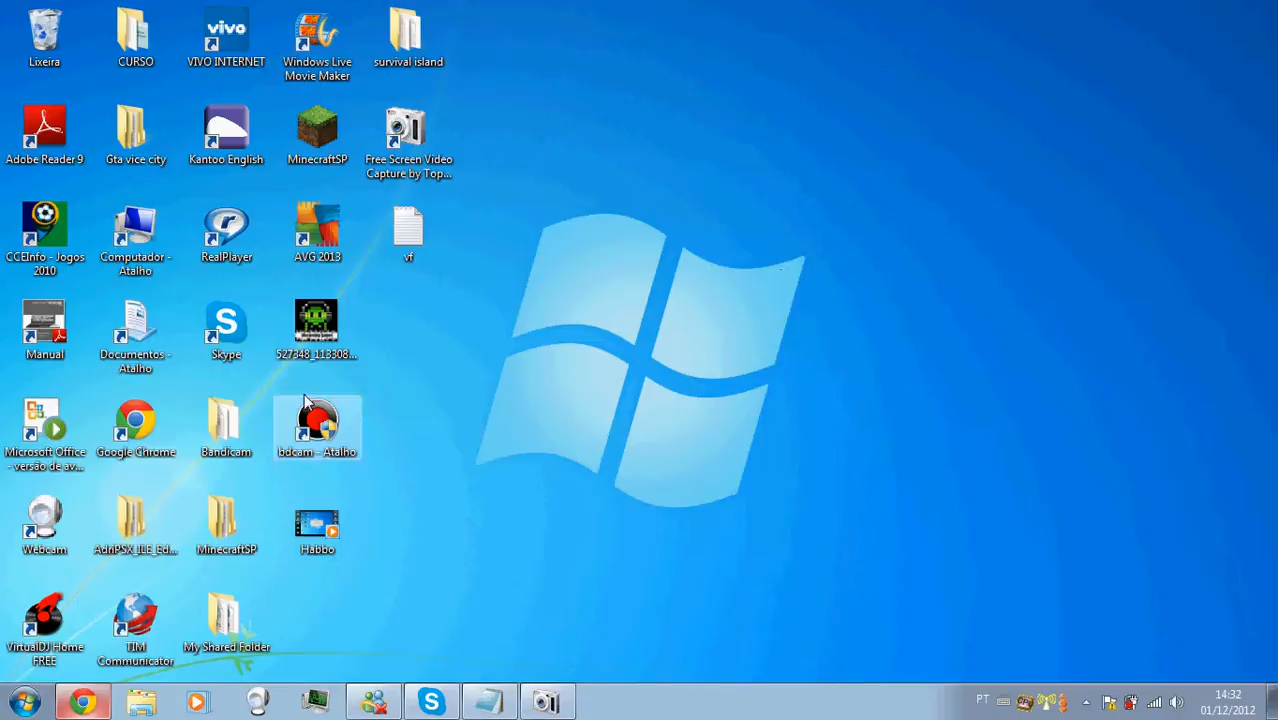 Lixeira
CURSO
vivo
VIVO INTERNET
Windows Live
Movie Maker
survival island
Adobe Reader 9
Gta vice city
Kantoo English
MinecraftSP
Free Screen Video
Capture by Top...
CCEInfo - Jogos
2010
Computador -
Atalho
RealPlayer
AVG 2013
vf
Manual
Documentos -
Atalho
Skype
527348_113308...
Microsoft Office
- versão de av...
Google Chrome
Bandicam
bdcam - Atalho
Webcam
AdriPSX_ILE_Ed...
MinecraftSP
Habbo
VirtualDJ Home
FREE
TIM
Communicator
My Shared Folder
PT
14:32
01/12/2012